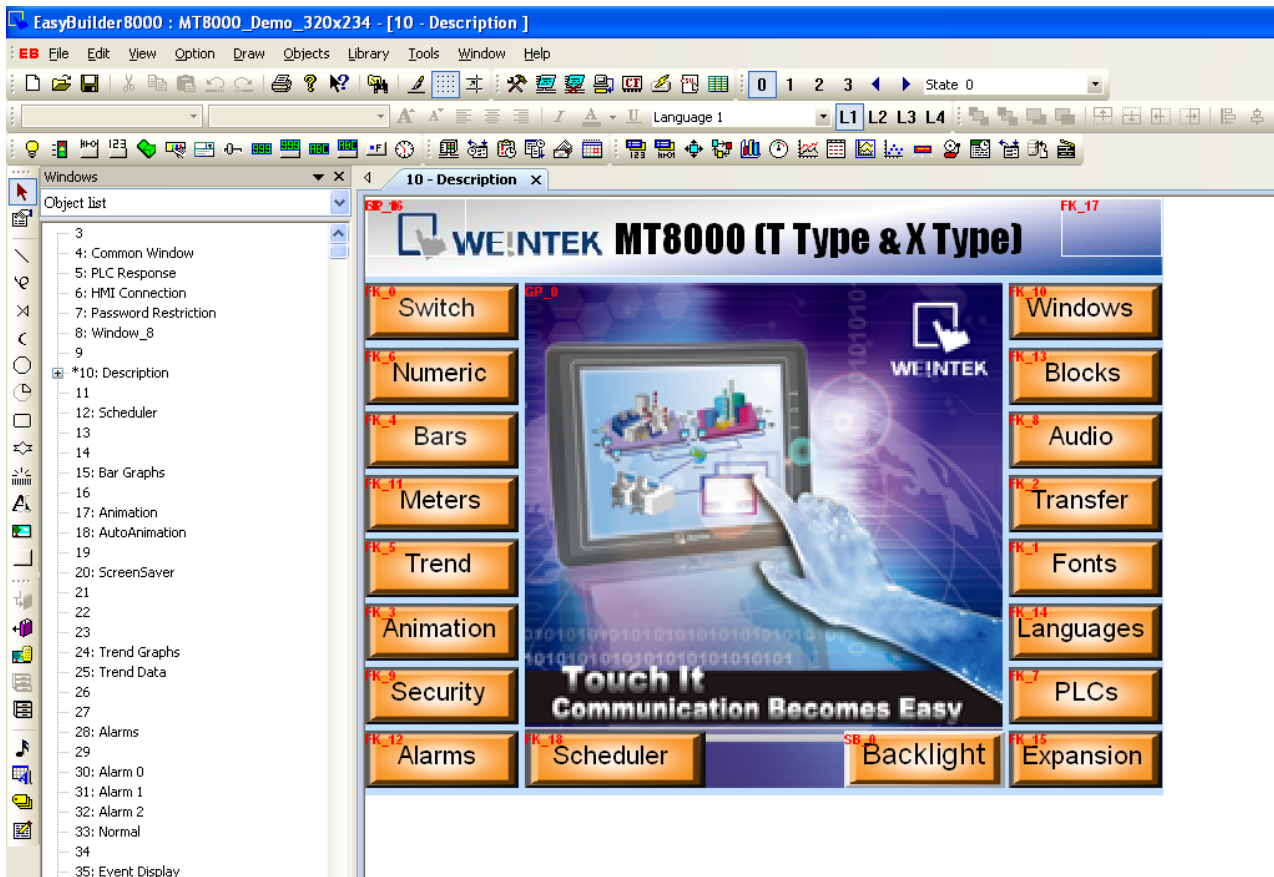 EasyBuilder8000 : MT8000_Demo_320x234 - [10 - Description ]
EB File Edit View Option Draw Objects Library Tools Window Help
0 1 2 3 State 0
Language 1 L1 L2 L3 L4
Windows
10 - Description
Object list
3
4: Common Window
5: PLC Response
6: HMI Connection
7: Password Restriction
8: Window_8
9
*10: Description
11
12: Scheduler
13
14
15: Bar Graphs
16
17: Animation
18: AutoAnimation
19
20: ScreenSaver
21
22
23
24: Trend Graphs
25: Trend Data
26
27
28: Alarms
29
30: Alarm 0
31: Alarm 1
32: Alarm 2
33: Normal
34
35: Event Display
FK_17
WEINTEK MT8000 (T Type & X Type)
FK_0
Switch
GP_0
FK_10
Windows
FK_6
Numeric
WEINTEK
FK_13
Blocks
FK_4
Bars
FK_8
Audio
FK_11
Meters
FK_2
Transfer
FK_5
Trend
FK_1
Fonts
FK_3
Animation
FK_14
Languages
FK_9
Security
Touch It
Communication Becomes Easy
FK_7
PLCs
FK_12
Alarms
FK_18
Scheduler
SB_0
Backlight
FK_15
Expansion